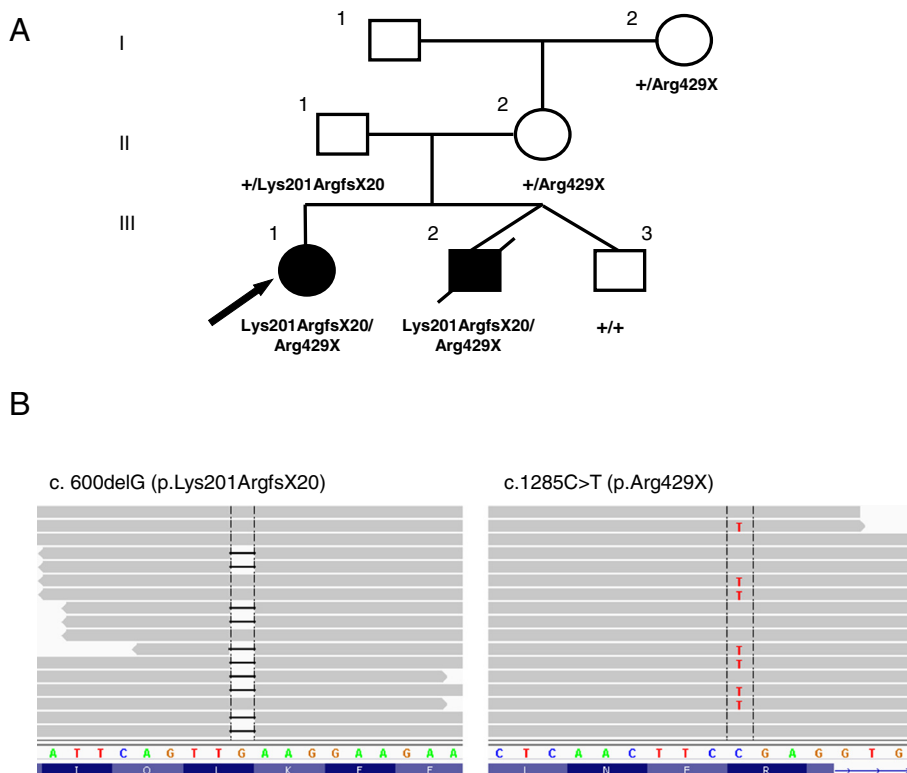 A
I
1
2
+/Arg429X
II
1
2
+/Lys201ArgfsX20
+/Arg429X
III
1
2
3
Lys201ArgfsX20/
Arg429X
Lys201ArgfsX20/
Arg429X
+/+
B
c. 600delG (p.Lys201ArgfsX20)
c.1285C>T (p.Arg429X)
T
T
T
T
T
T
T
A T T C A G T T G A A G G A A G A A
C T C A A C T T C C G A G G T G
I Q L K E E
L N F R